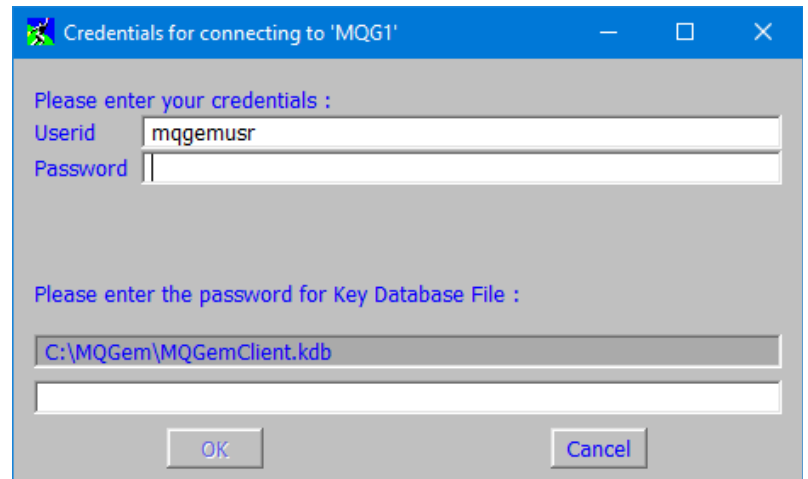 Credentials for connecting to 'MQG1'
Please enter your credentials :
Userid mqgemusr
Password
Please enter the password for Key Database File :
C:\MQGem\MQGemClient.kdb
OK Cancel